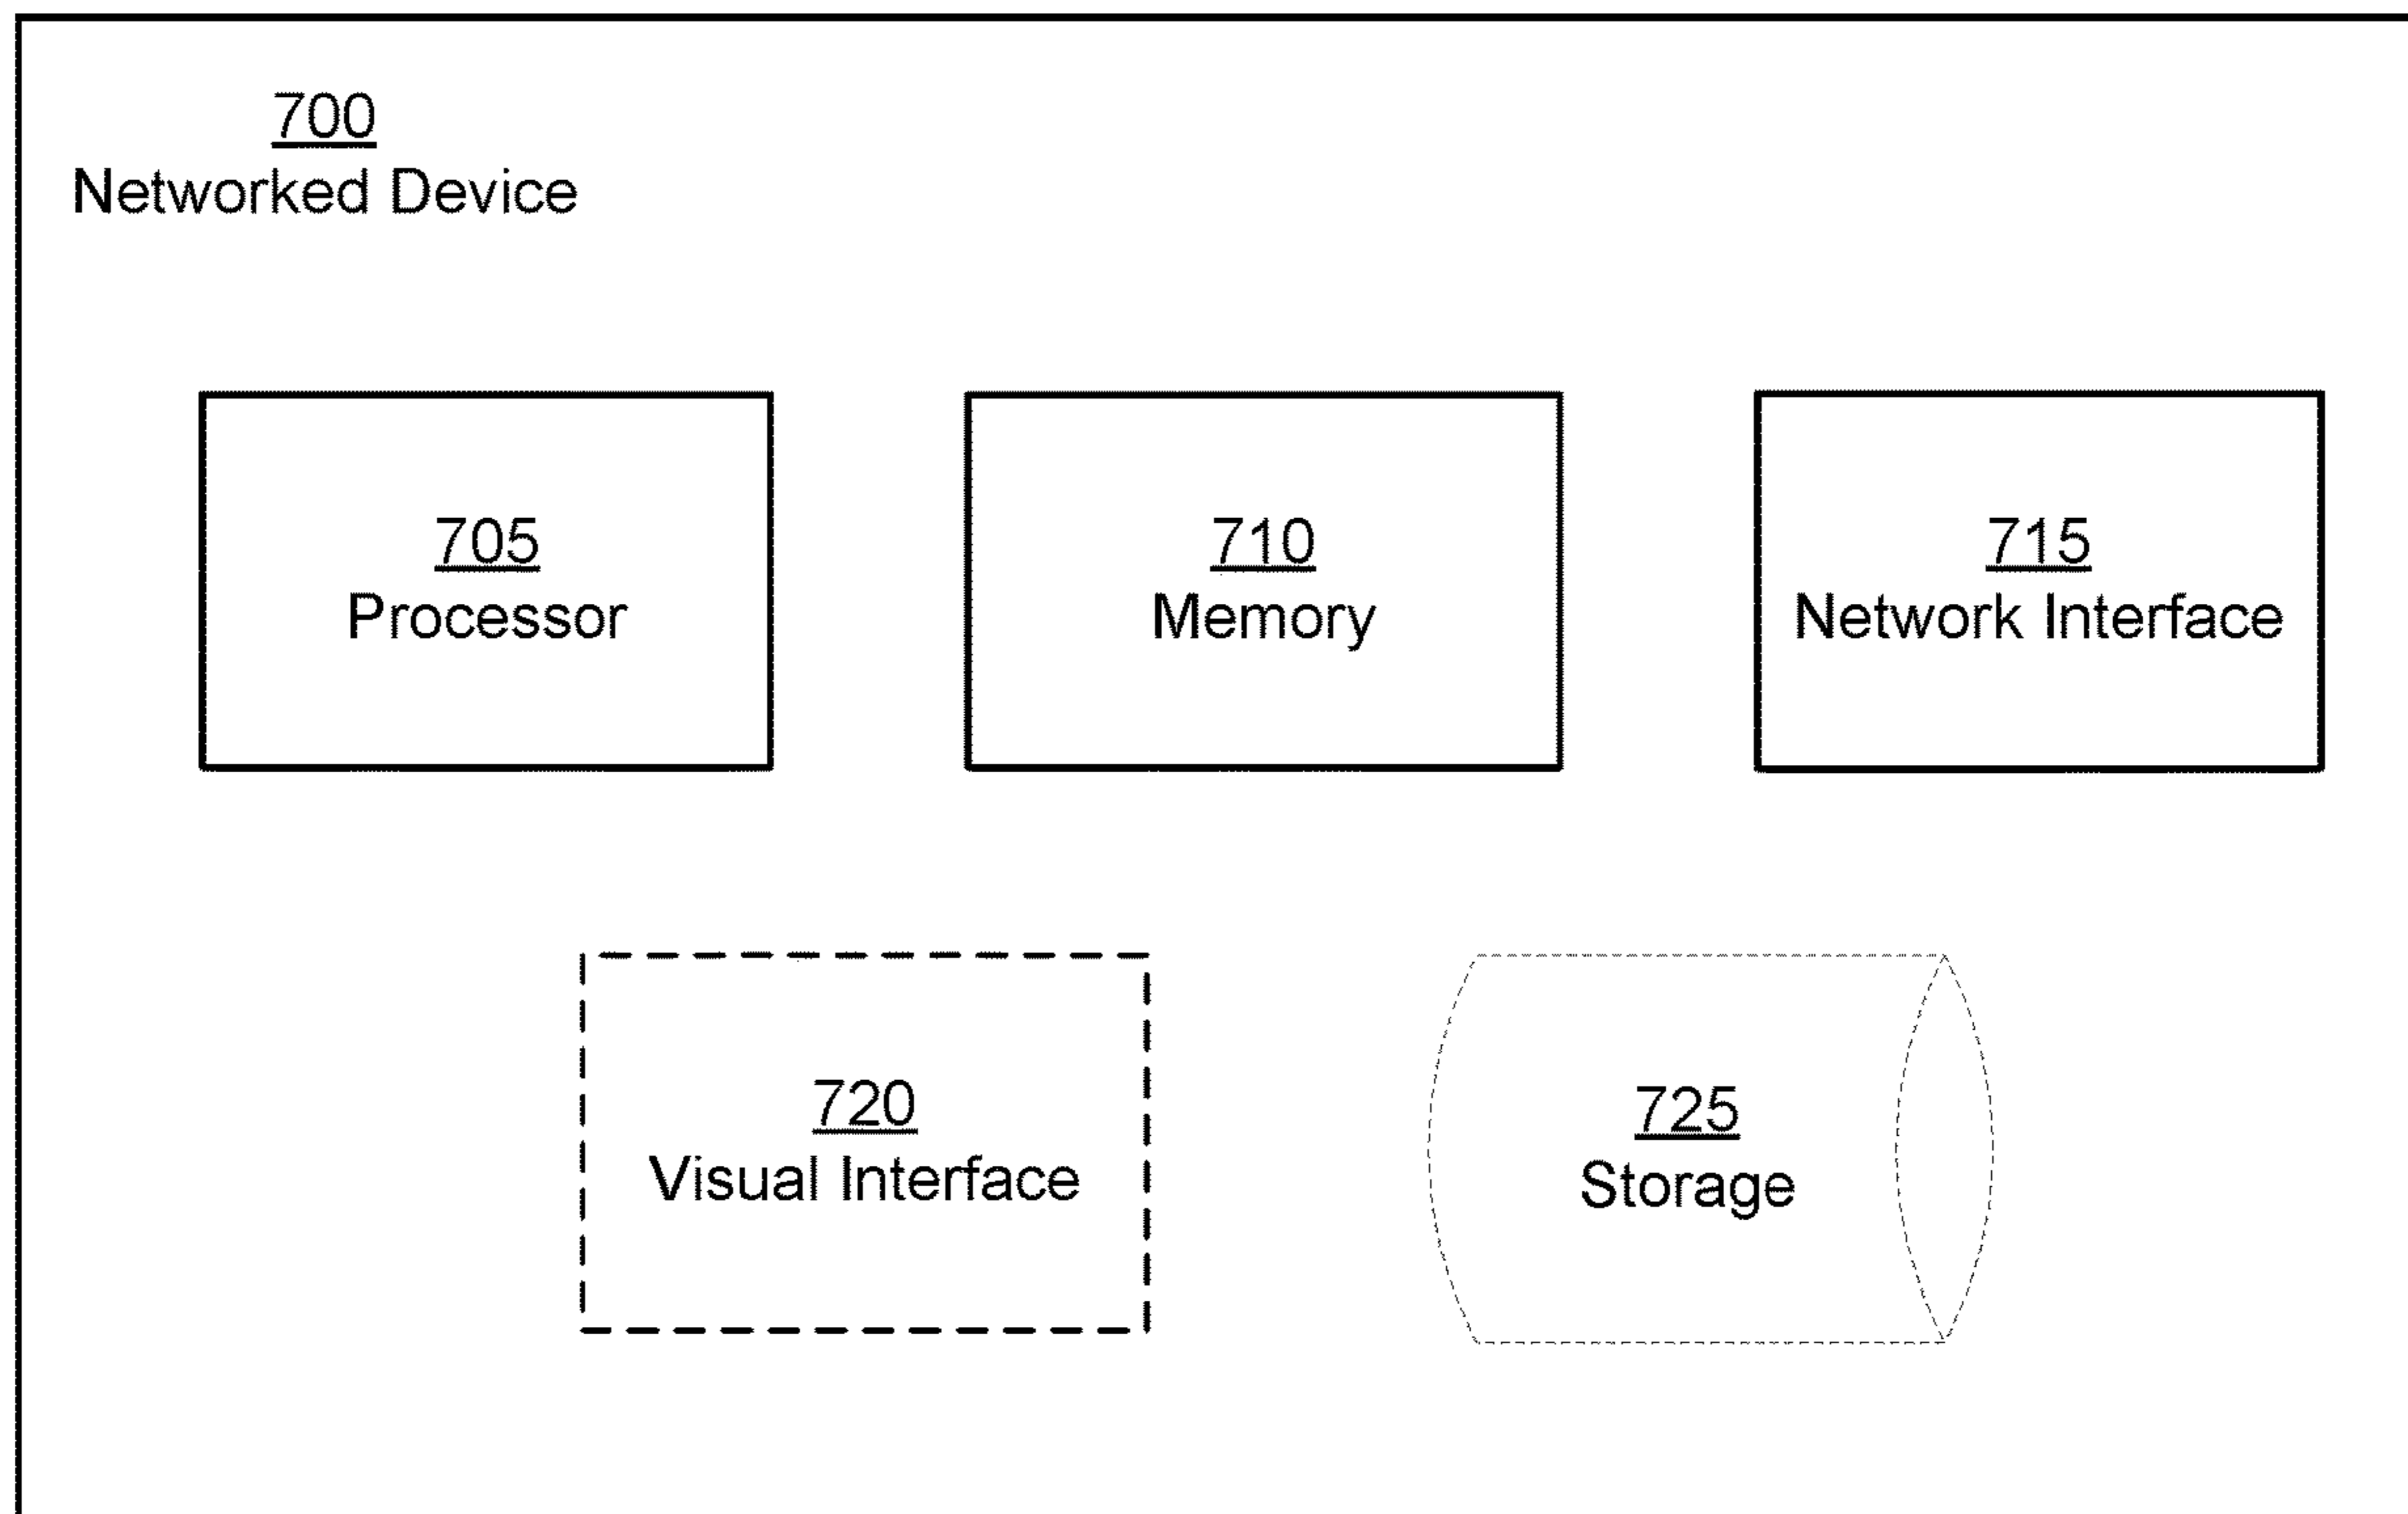 700
Networked Device
705
Processor
710
Memory
715
Network Interface
720
Visual Interface
725
Storage